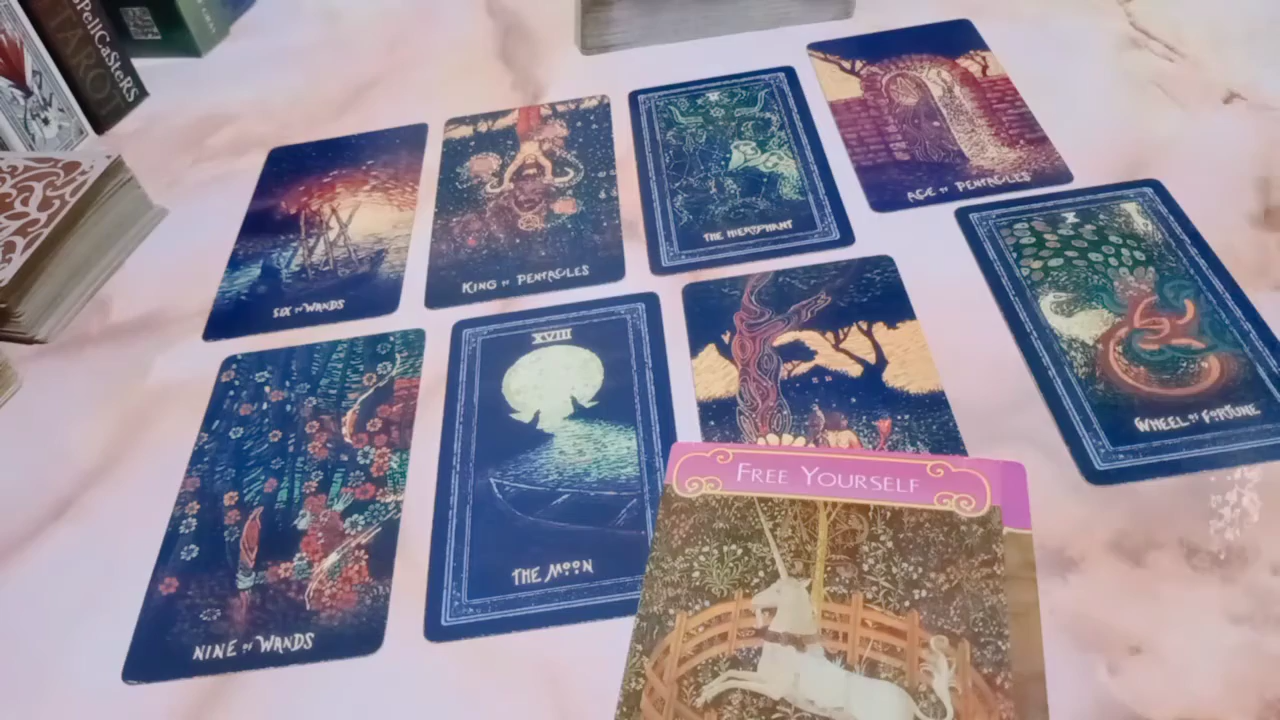 SPELLCASTERS
TAROT
SIX OF WANDS
KING OF PENTACLES
V
THE HIEROPHANT
ACE OF PENTACLES
NINE OF WANDS
XVIII
THE MOON
X
WHEEL OF FORTUNE
FREE YOURSELF